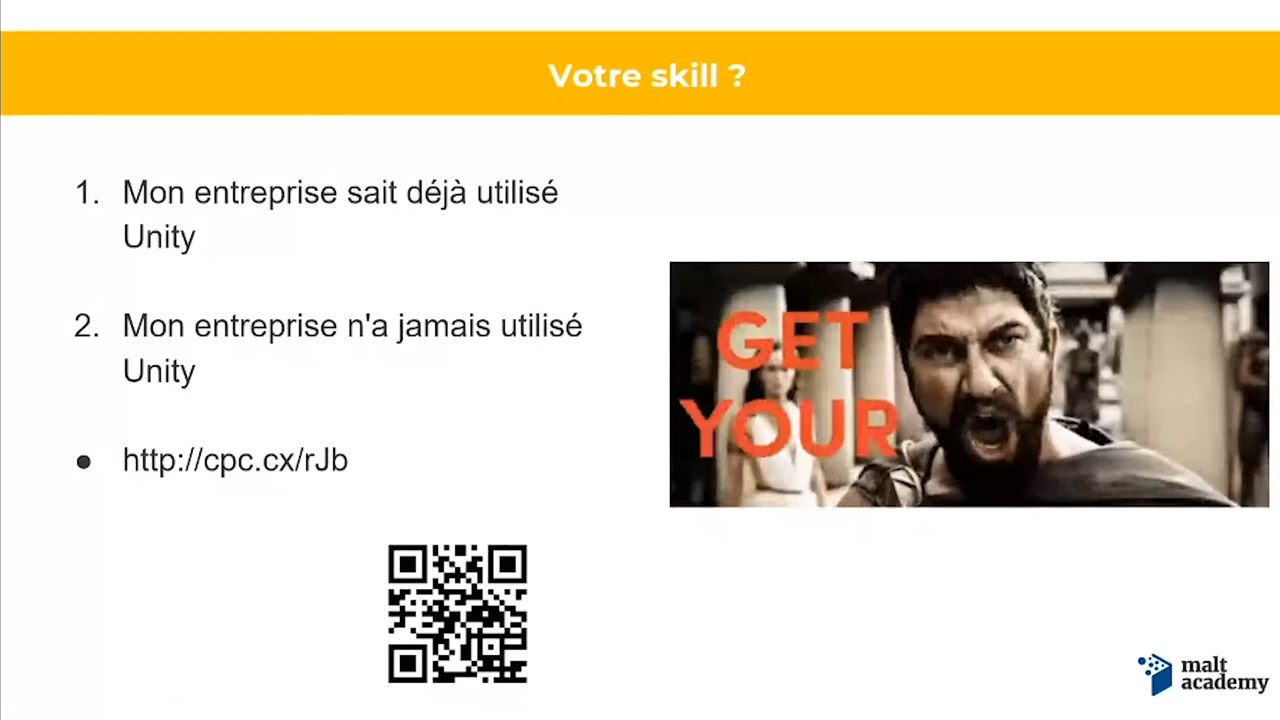 Votre skill ?
1. Mon entreprise sait déjà utilisé
Unity
2. Mon entreprise n'a jamais utilisé
Unity
● http://cpc.cx/rJb
GET
YOUR
malt
academy